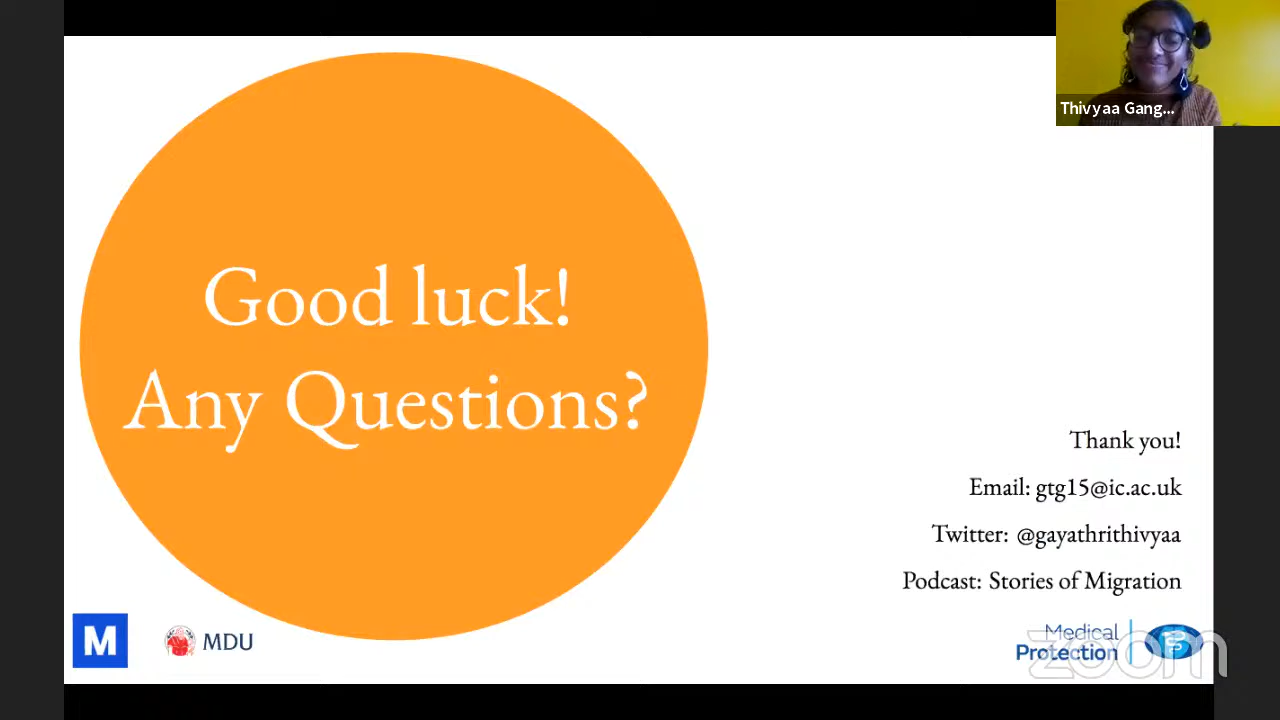 Thivyaa Gang...
Good luck!
Any Questions?
Thank you!
Email: gtg15@ic.ac.uk
Twitter: @gayathrithivyaa
Podcast: Stories of Migration
M
MDU
Medical
Protection
zoom